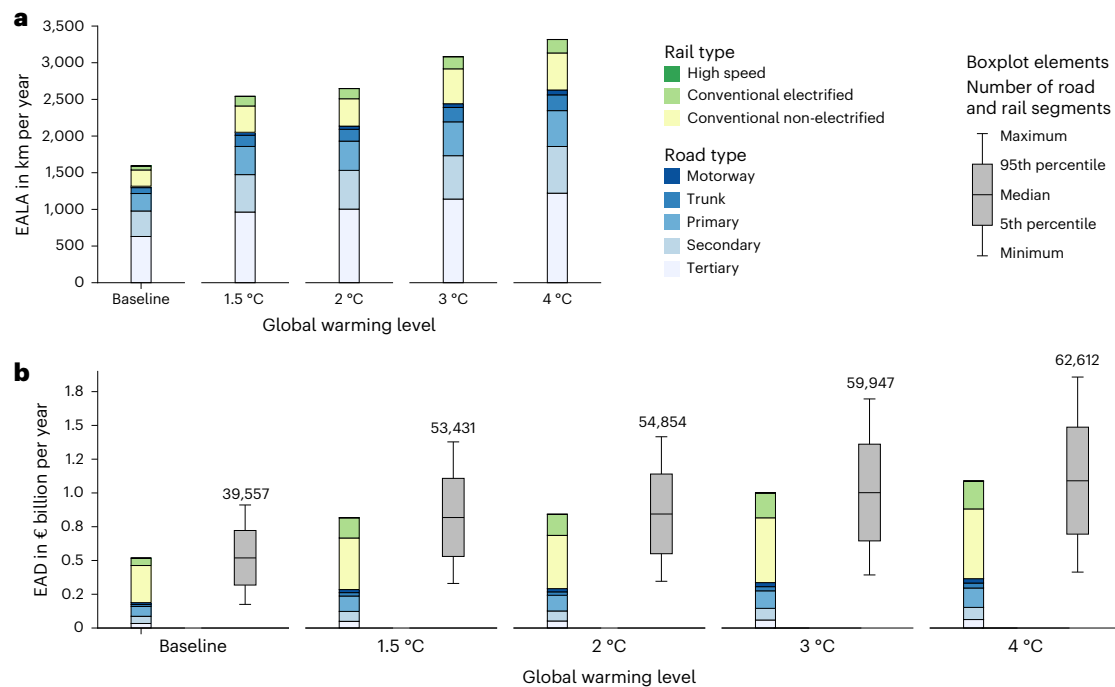 a
3,500
3,000
2,500
2,000
1,500
1,000
500
0
EALA in km per year
Baseline
1.5 °C
2 °C
3 °C
4 °C
Global warming level
Rail type
High speed
Conventional electrified
Conventional non-electrified
Road type
Motorway
Trunk
Primary
Secondary
Tertiary
Boxplot elements
Number of road
and rail segments
Maximum
95th percentile
Median
5th percentile
Minimum
b
1.8
1.5
1.2
1.0
0.8
0.5
0.2
0
EAD in € billion per year
39,557
53,431
54,854
59,947
62,612
Baseline
1.5 °C
2 °C
3 °C
4 °C
Global warming level